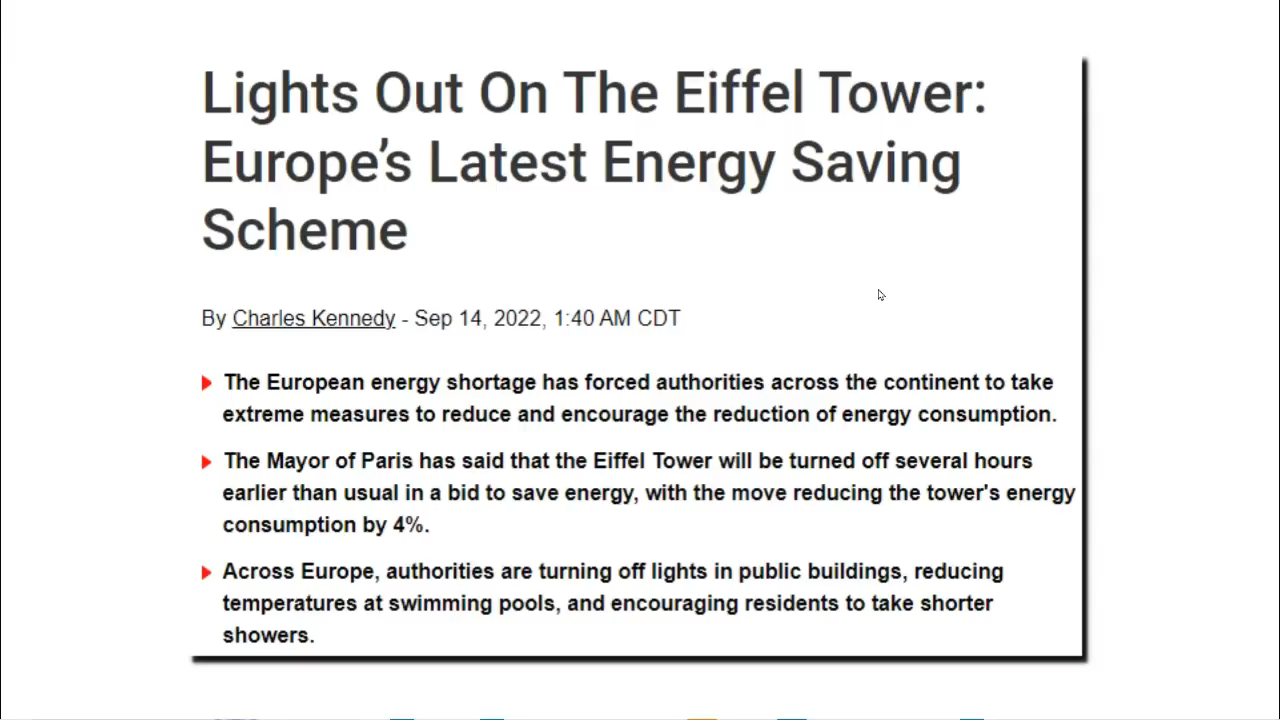 Lights Out On The Eiffel Tower:
Europe’s Latest Energy Saving
Scheme
By Charles Kennedy - Sep 14, 2022, 1:40 AM CDT
The European energy shortage has forced authorities across the continent to take
extreme measures to reduce and encourage the reduction of energy consumption.
The Mayor of Paris has said that the Eiffel Tower will be turned off several hours
earlier than usual in a bid to save energy, with the move reducing the tower's energy
consumption by 4%.
Across Europe, authorities are turning off lights in public buildings, reducing
temperatures at swimming pools, and encouraging residents to take shorter
showers.